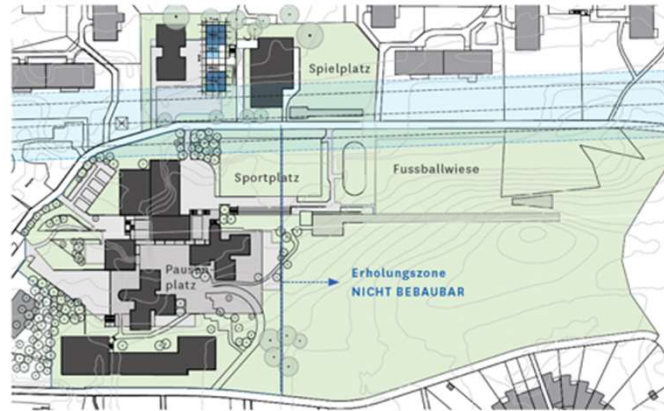 Spielplatz
Sportplatz
Fussballwiese
Pausen
platz
Erholungszone
NICHT BEBAUBAR